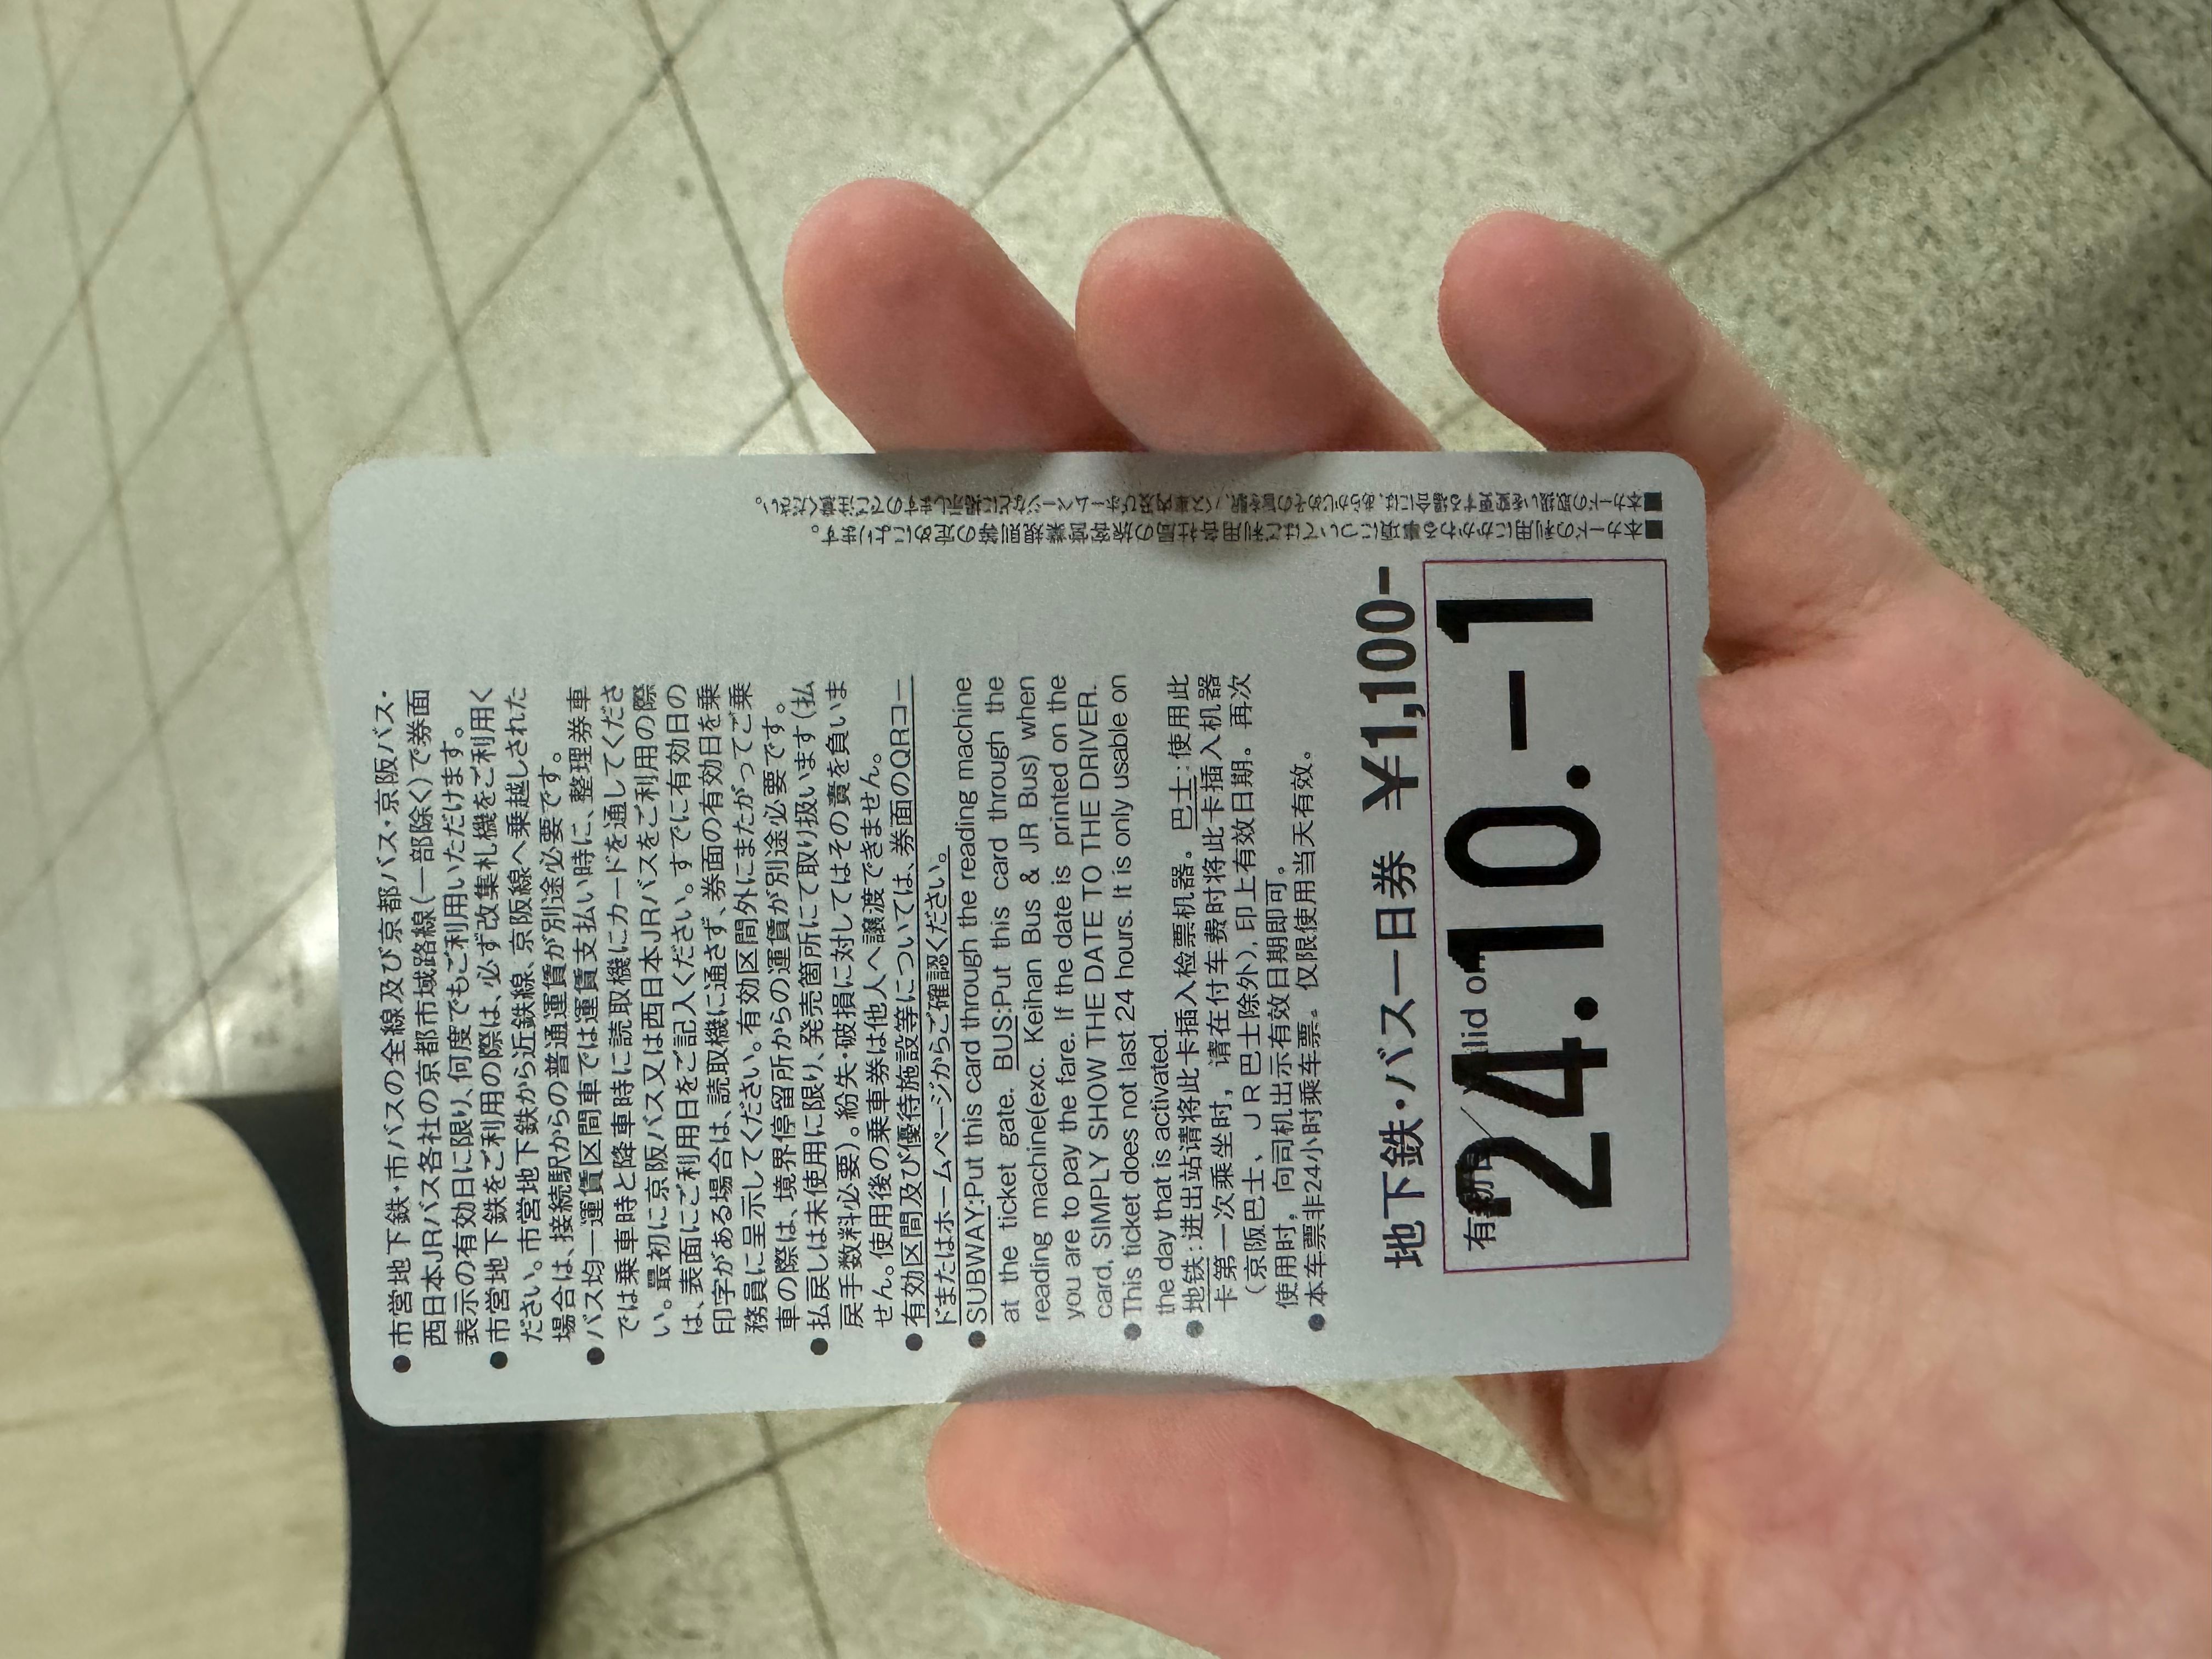 ●市営地下鉄・市バスの全線及び京都バス・京阪バス・
西日本JRバス各社の京都市域路線(一部除く)で券面
表示の有効日に限り、何度でもご利用いただけます。
●市営地下鉄をご利用の際は、必ず改集札機をご利用く
ださい。市営地下鉄から近鉄線、京阪線へ乗越しされた
場合は、接続駅からの普通運賃が別途必要です。
●バス均一運賃区間車では運賃支払い時に、整理券車
では乗車時と降車時に読取機にカードを通してくださ
い。最初に京阪バス又は西日本JRバスをご利用の際
は、表面にご利用日をご記入ください。すでに有効日の
印字がある場合は、読取機に通さず、券面の有効日を乗
務員に呈示してください。有効区間外にまたがってご乗
車の際は、境界停留所からの運賃が別途必要です。
●払戻しは未使用に限り、発売箇所にて取り扱います(払
戻手数料必要)。紛失・破損に対してはその責を負いま
せん。使用後の乗車券は他人へ譲渡できません。
●有効区間及び優待施設等については、券面のQRコー
ドまたはホームページからご確認ください。
●SUBWAY:Put this card through the reading machine
at the ticket gate. BUS:Put this card through the
reading machine(exc. Keihan Bus & JR Bus) when
you are to pay the fare. If the date is printed on the
card, SIMPLY SHOW THE DATE TO THE DRIVER.
●This ticket does not last 24 hours. It is only usable on
the day that is activated.
●地铁:进出站请将此卡插入检票机器。巴士:使用此
卡第一次乘坐时，请在付车费时将此卡插入机器
（京阪巴士、JR巴士除外）,印上有效日期。再次
使用时，向司机出示有效日期即可。
●本车票非24小时乘车票。仅限使用当天有效。
地下鉄・バス一日券 ¥1,100-
有効日／Valid on
24.10.-1
■本カードの利用にかかわる事項についてはご利用各社局の旅客営業規則等の定めによります。
■本カードの取扱いを変更する場合には、あらかじめその旨を駅、バス車内及びホームページなどに掲示しますのでご注意ください。